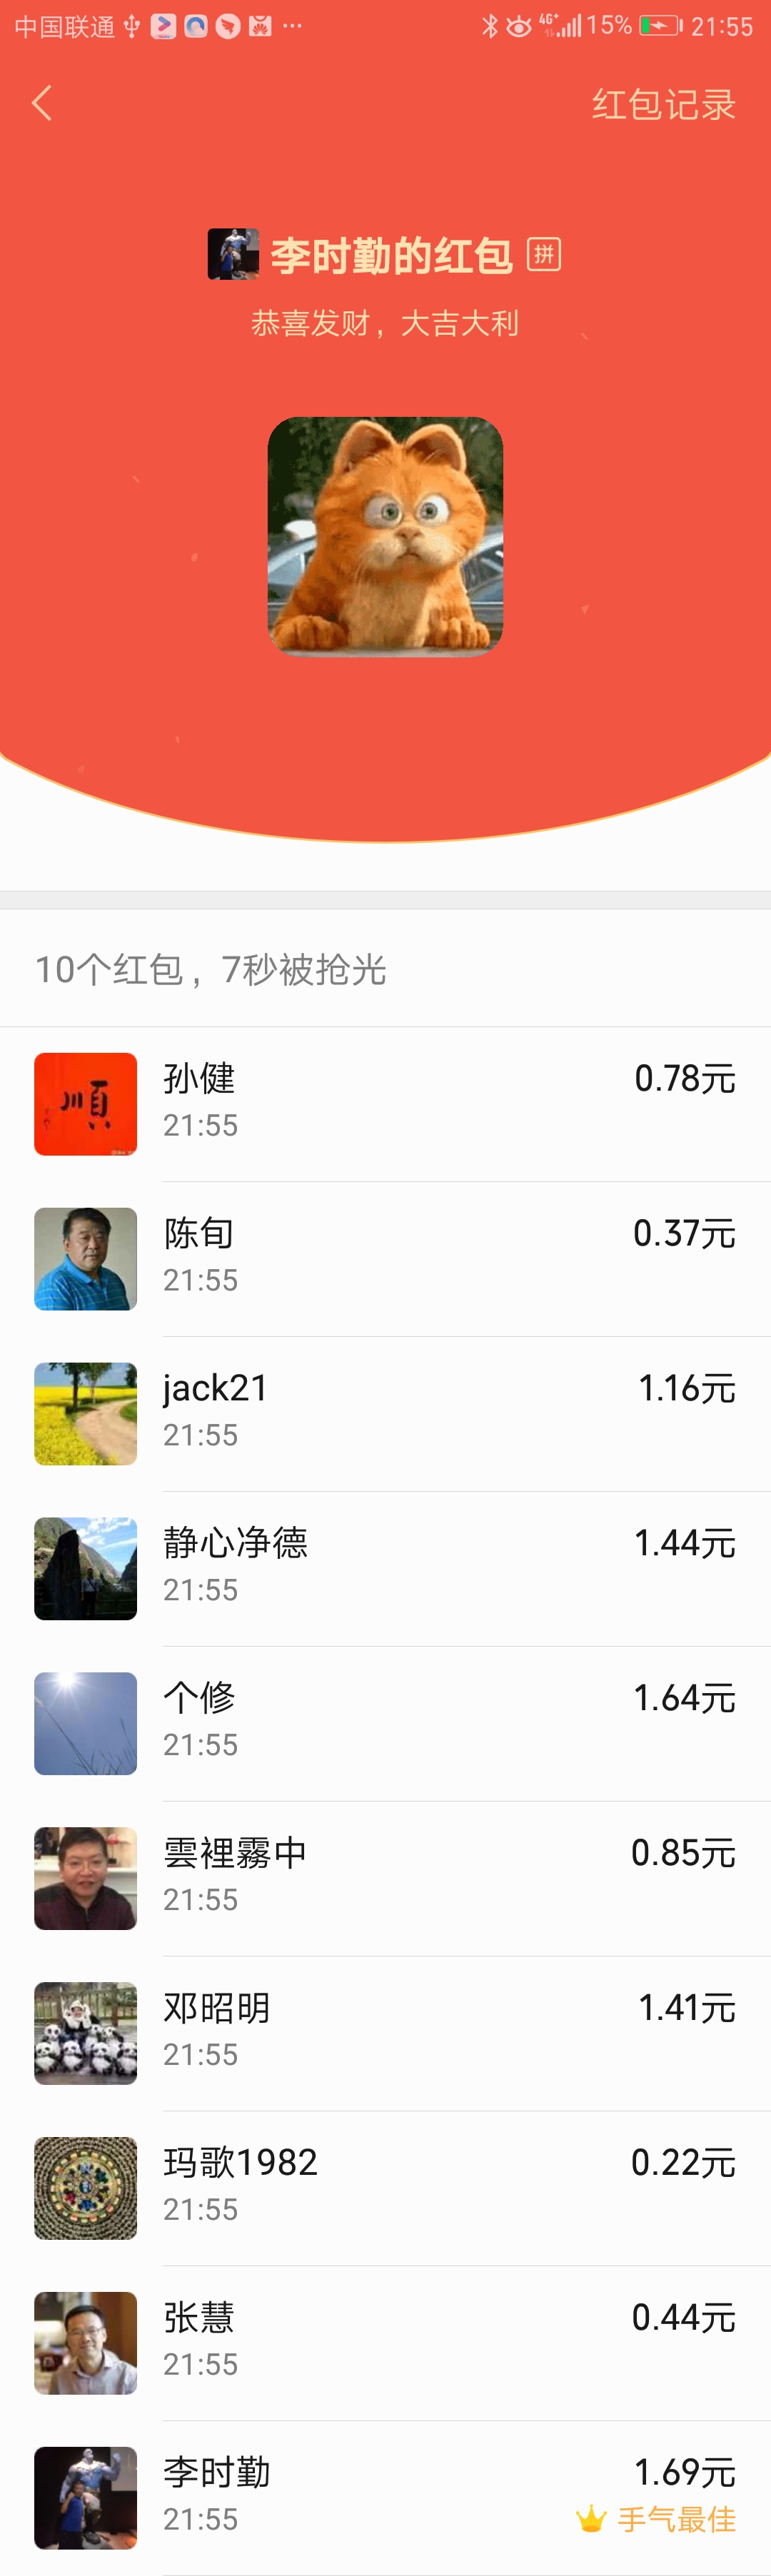 中国联通 4G+ 15% 21:55
红包记录
李时勤的红包 拼
恭喜发财，大吉大利
10个红包，7秒被抢光
順
孙健 0.78元
21:55
陈旬 0.37元
21:55
jack21 1.16元
21:55
静心净德 1.44元
21:55
个修 1.64元
21:55
雲裡霧中 0.85元
21:55
邓昭明 1.41元
21:55
玛歌1982 0.22元
21:55
张慧 0.44元
21:55
李时勤 1.69元
21:55 手气最佳